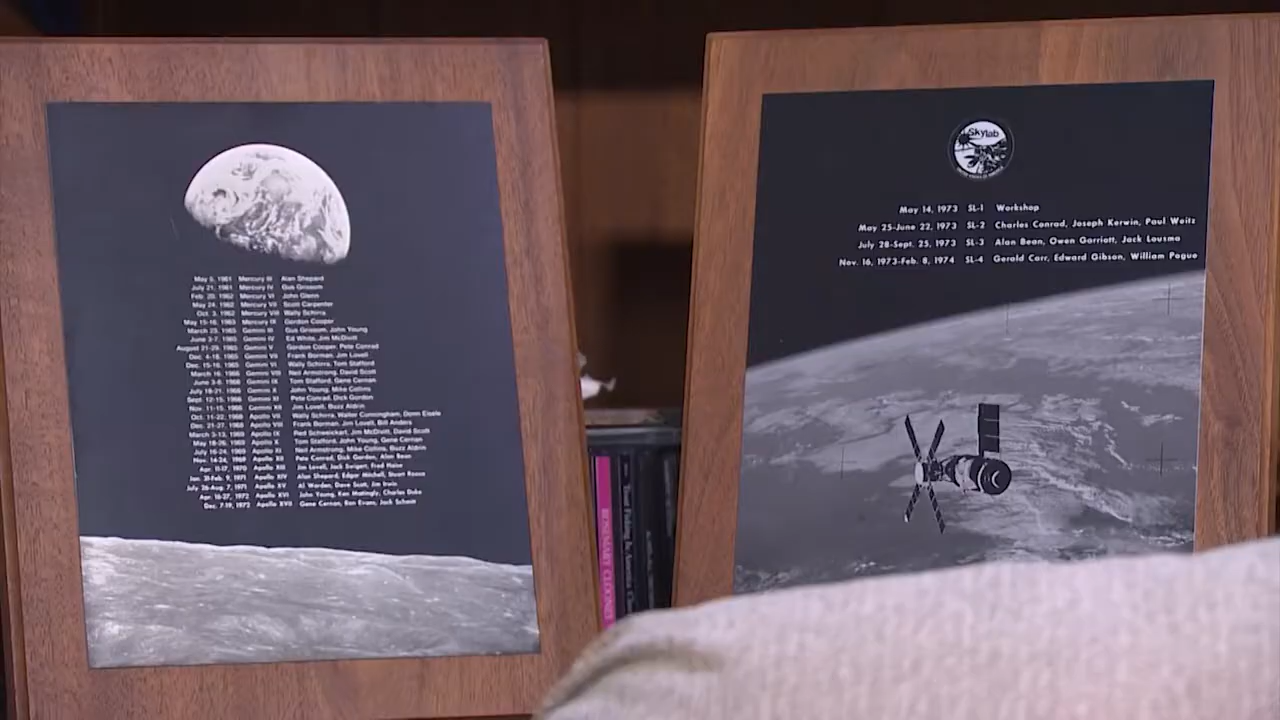 May 5, 1961 Mercury III Alan Shepard
July 21, 1961 Mercury IV Gus Grissom
Feb. 20, 1962 Mercury VI John Glenn
May 24, 1962 Mercury VII Scott Carpenter
Oct. 3, 1962 Mercury VIII Wally Schirra
May 15-16, 1963 Mercury IX Gordon Cooper
March 23, 1965 Gemini III Gus Grissom, John Young
June 3-7, 1965 Gemini IV Ed White, Jim McDivitt
August 21-29, 1965 Gemini V Gordon Cooper, Pete Conrad
Dec. 4-18, 1965 Gemini VII Frank Borman, Jim Lovell
Dec. 15-16, 1965 Gemini VI Wally Schirra, Tom Stafford
March 16, 1966 Gemini VIII Neil Armstrong, David Scott
June 3-6, 1966 Gemini IX Tom Stafford, Gene Cernan
July 18-21, 1966 Gemini X John Young, Mike Collins
Sept. 12-15, 1966 Gemini XI Pete Conrad, Dick Gordon
Nov. 11-15, 1966 Gemini XII Jim Lovell, Buzz Aldrin
Oct. 11-22, 1968 Apollo VII Wally Schirra, Walter Cunningham, Donn Eisele
Dec. 21-27, 1968 Apollo VIII Frank Borman, Jim Lovell, Bill Anders
March 3-13, 1969 Apollo IX Red Schweickart, Jim McDivitt, David Scott
May 18-26, 1969 Apollo X Tom Stafford, John Young, Gene Cernan
July 16-24, 1969 Apollo XI Neil Armstrong, Mike Collins, Buzz Aldrin
Nov. 14-24, 1969 Apollo XII Pete Conrad, Dick Gordon, Alan Bean
Apr. 11-17, 1970 Apollo XIII Jim Lovell, Jack Swigert, Fred Haise
Jan. 31-Feb. 9, 1971 Apollo XIV Alan Shepard, Edgar Mitchell, Stuart Roosa
July 26-Aug. 7, 1971 Apollo XV Al Worden, Dave Scott, Jim Irwin
Apr. 16-27, 1972 Apollo XVI John Young, Ken Mattingly, Charles Duke
Dec. 7-19, 1972 Apollo XVII Gene Cernan, Ron Evans, Jack Schmitt
ROSEMARY CLOONEY
Skylab
May 14, 1973 SL-1 Workshop
May 25-June 22, 1973 SL-2 Charles Conrad, Joseph Kerwin, Paul Weitz
July 28-Sept. 25, 1973 SL-3 Alan Bean, Owen Garriott, Jack Lousma
Nov. 16, 1973-Feb. 8, 1974 SL-4 Gerald Carr, Edward Gibson, William Pogue